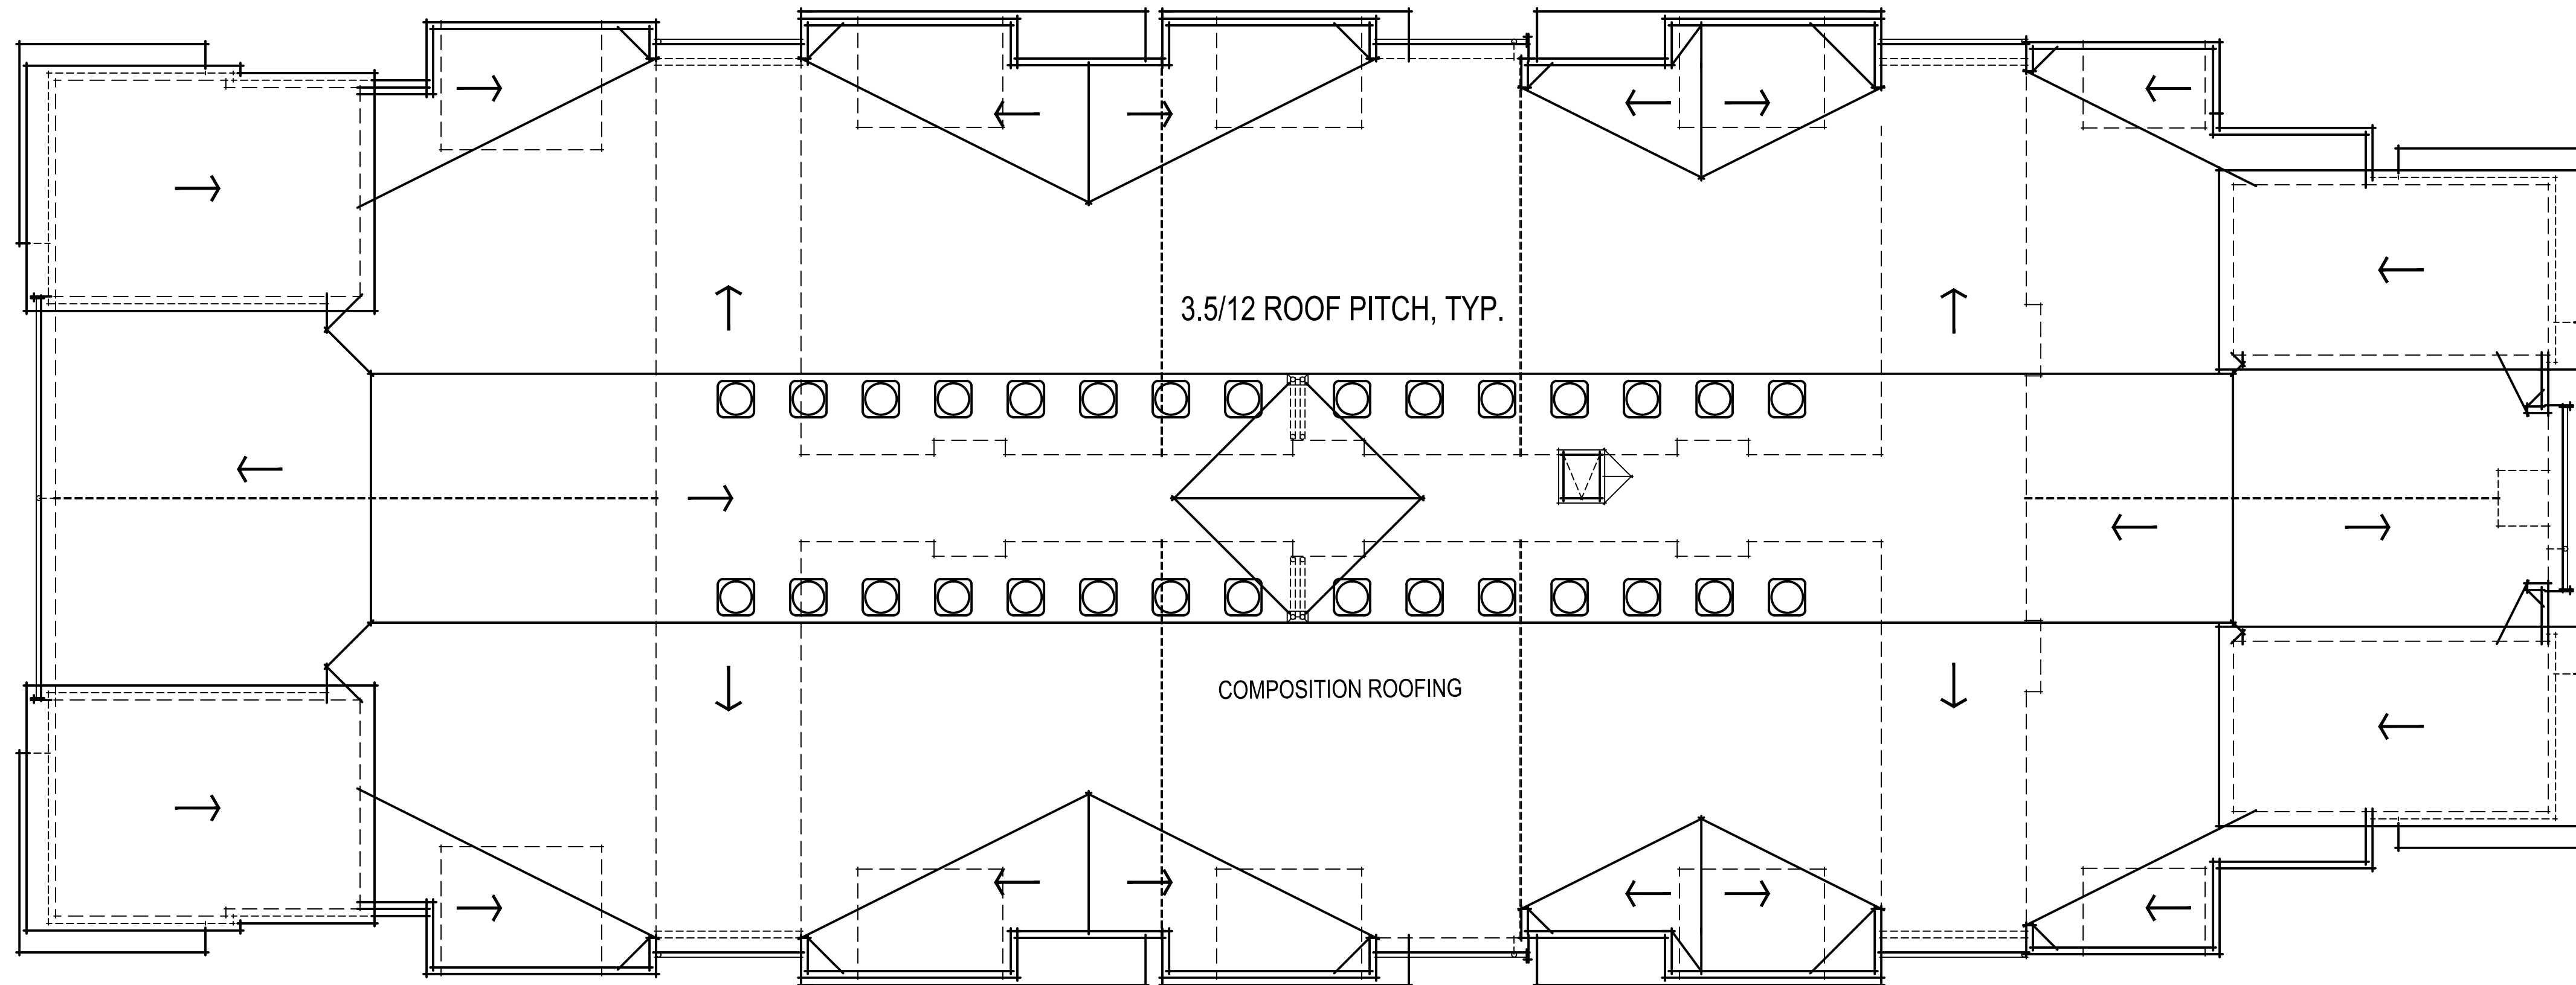 3.5/12 ROOF PITCH, TYP.
COMPOSITION ROOFING